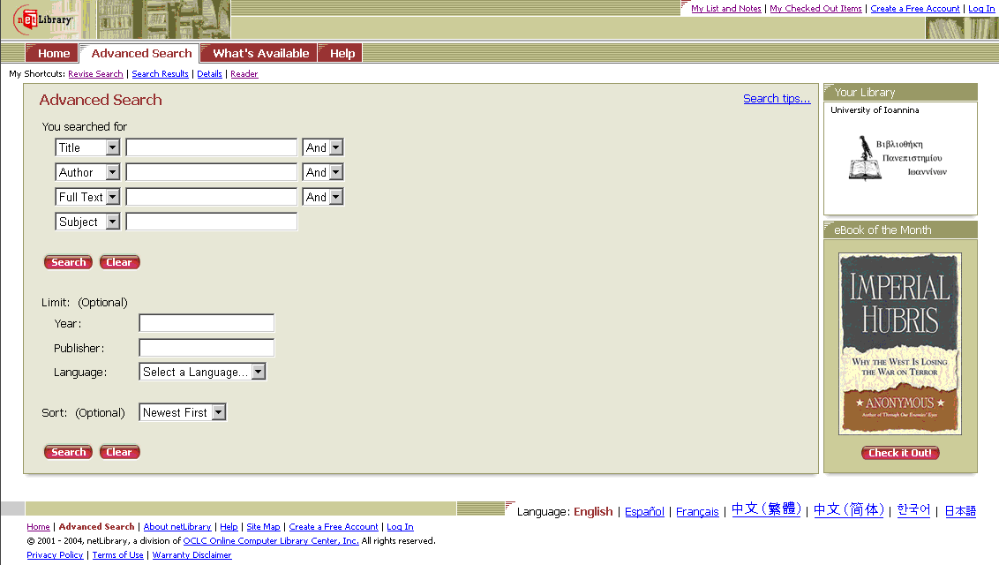 netLibrary
My List and Notes | My Checked Out Items | Create a Free Account | Log In
Home Advanced Search What's Available Help
My Shortcuts: Revise Search | Search Results | Details | Reader
Advanced Search
Search tips...
You searched for
Title And
Author And
Full Text And
Subject
Search Clear
Limit: (Optional)
Year:
Publisher:
Language: Select a Language...
Sort: (Optional) Newest First
Search Clear
Your Library
University of Ioannina
Βιβλιοθήκη
Πανεπιστημίου
Ιωαννίνων
eBook of the Month
IMPERIAL
HUBRIS
WHY THE WEST IS LOSING
THE WAR ON TERROR
ANONYMOUS
Author of Through Our Enemies' Eyes
Check it Out!
Language: English | Español | Français | 中文(繁體) | 中文(简体) | 한국어 | 日本語
Home | Advanced Search | About netLibrary | Help | Site Map | Create a Free Account | Log In
© 2001 - 2004, netLibrary, a division of OCLC Online Computer Library Center, Inc. All rights reserved.
Privacy Policy | Terms of Use | Warranty Disclaimer